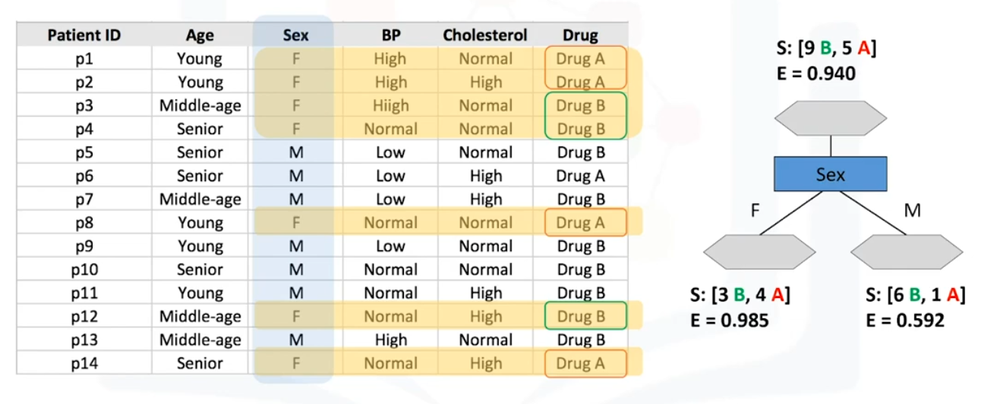 Patient ID Age Sex BP Cholesterol Drug
p1 Young F High Normal Drug A
p2 Young F High High Drug A
p3 Middle-age F Hiigh Normal Drug B
p4 Senior F Normal Normal Drug B
p5 Senior M Low Normal Drug B
p6 Senior M Low High Drug A
p7 Middle-age M Low High Drug B
p8 Young F Normal Normal Drug A
p9 Young M Low Normal Drug B
p10 Senior M Normal Normal Drug B
p11 Young M Normal High Drug B
p12 Middle-age F Normal High Drug B
p13 Middle-age M High Normal Drug B
p14 Senior F Normal High Drug A
S: [9 B, 5 A]
E = 0.940
Sex
F M
S: [3 B, 4 A] S: [6 B, 1 A]
E = 0.985 E = 0.592